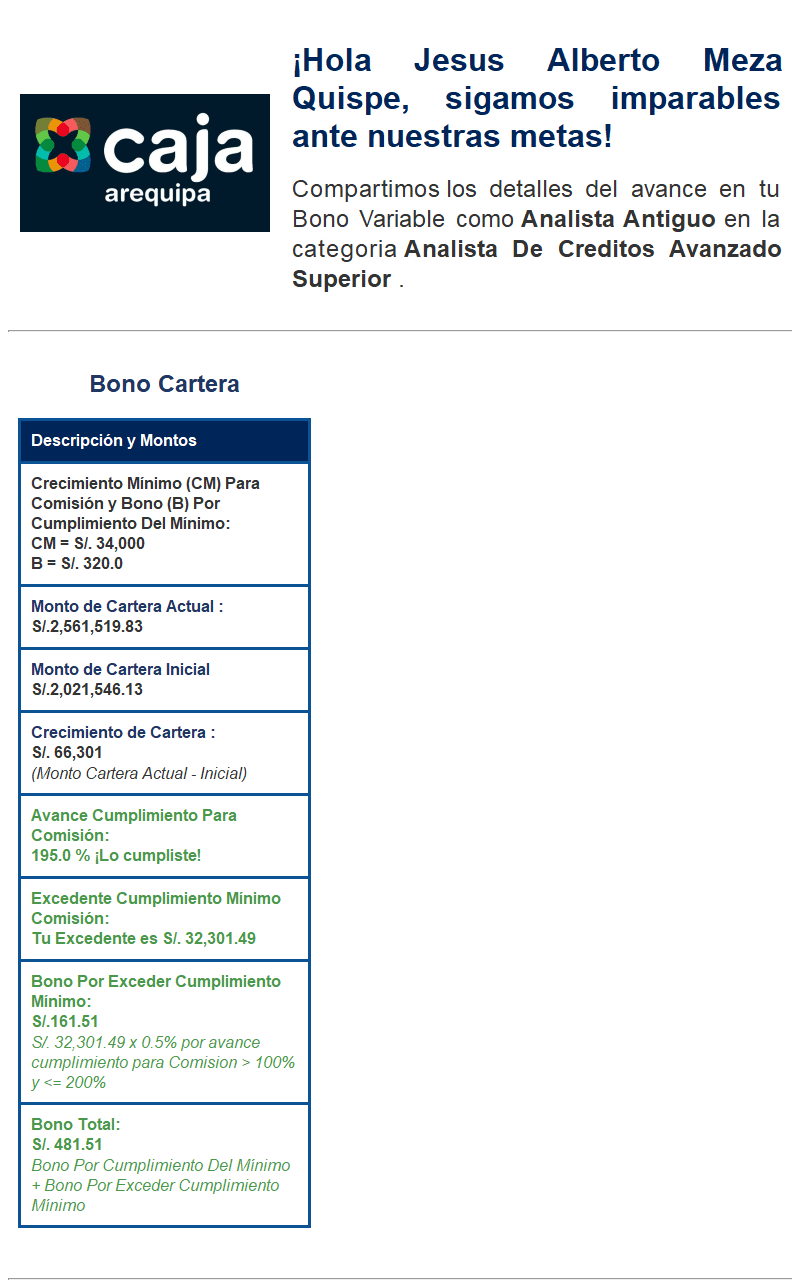 ¡Hola Jesus Alberto Meza
Quispe, sigamos imparables
ante nuestras metas!
caja
arequipa
Compartimos los detalles del avance en tu
Bono Variable como Analista Antiguo en la
categoria Analista De Creditos Avanzado
Superior .
Bono Cartera
Descripción y Montos
Crecimiento Mínimo (CM) Para
Comisión y Bono (B) Por
Cumplimiento Del Mínimo:
CM = S/. 34,000
B = S/. 320.0
Monto de Cartera Actual :
S/.2,561,519.83
Monto de Cartera Inicial
S/.2,021,546.13
Crecimiento de Cartera :
S/. 66,301
(Monto Cartera Actual - Inicial)
Avance Cumplimiento Para
Comisión:
195.0 % ¡Lo cumpliste!
Excedente Cumplimiento Mínimo
Comisión:
Tu Excedente es S/. 32,301.49
Bono Por Exceder Cumplimiento
Minimo:
S/.161.51
S/. 32,301.49 x 0.5% por avance
cumplimiento para Comision > 100%
y <= 200%
Bono Total:
S/. 481.51
Bono Por Cumplimiento Del Mínimo
+ Bono Por Exceder Cumplimiento
Mínimo